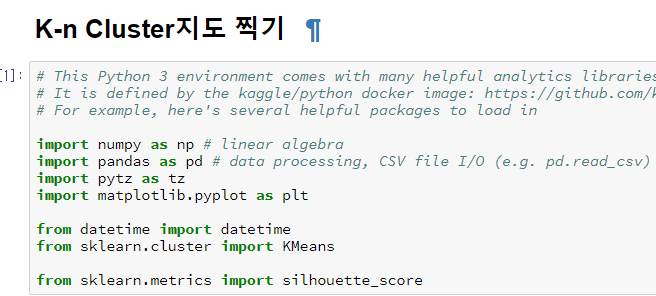 K-n Cluster지도 찍기 ¶
[1]:
# This Python 3 environment comes with many helpful analytics libraries
# It is defined by the kaggle/python docker image: https://github.com/k
# For example, here's several helpful packages to load in
import numpy as np # linear algebra
import pandas as pd # data processing, CSV file I/O (e.g. pd.read_csv)
import pytz as tz
import matplotlib.pyplot as plt
from datetime import datetime
from sklearn.cluster import KMeans
from sklearn.metrics import silhouette_score